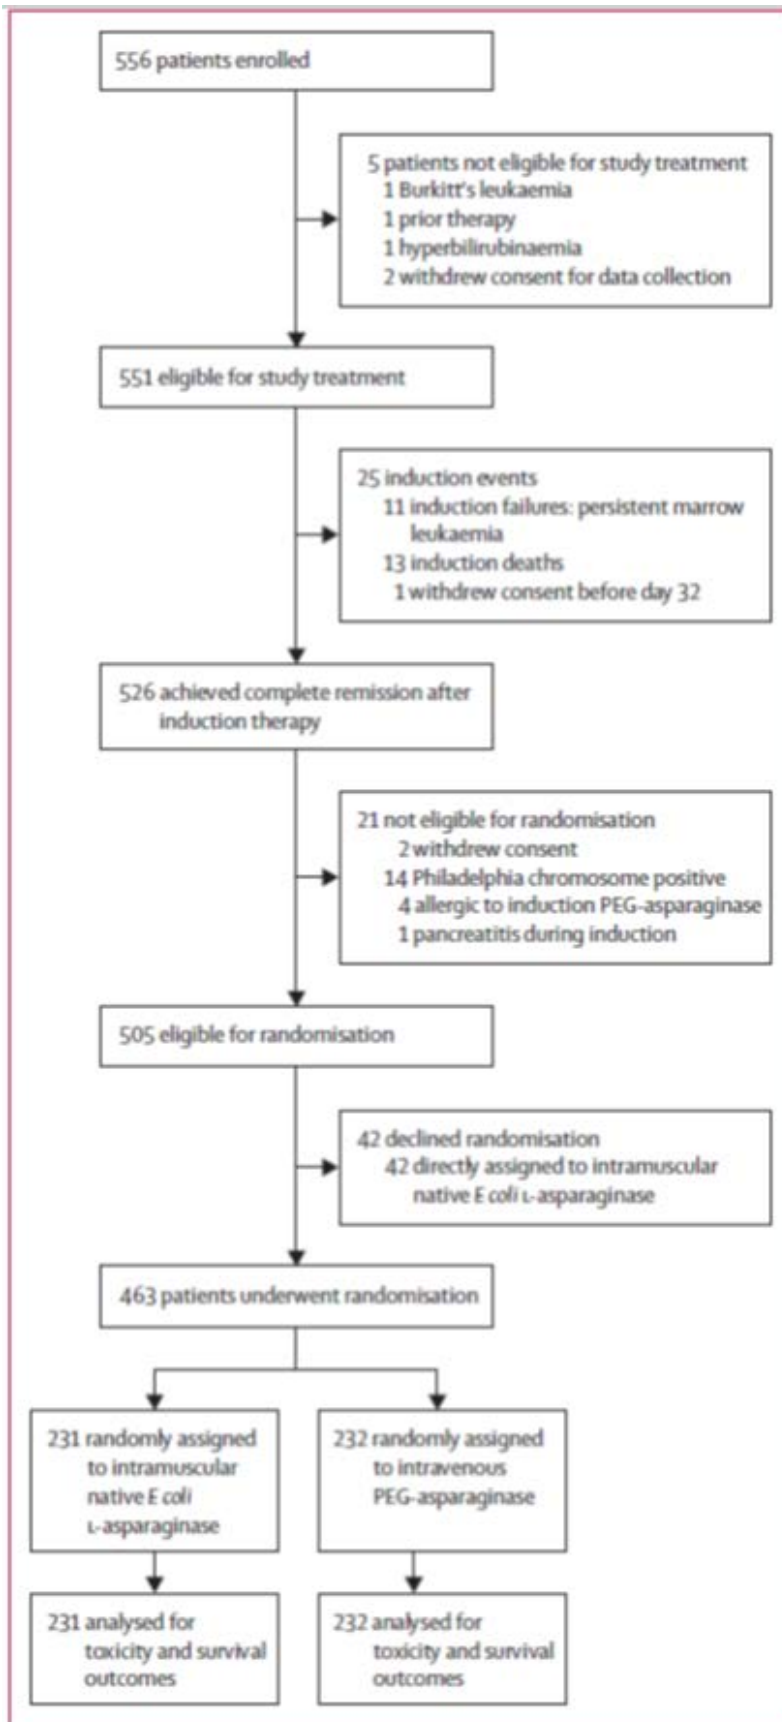 556 patients enrolled
5 patients not eligible for study treatment
1 Burkitt's leukaemia
1 prior therapy
1 hyperbilirubinaemia
2 withdrew consent for data collection
551 eligible for study treatment
25 induction events
11 induction failures: persistent marrow
leukaemia
13 induction deaths
1 withdrew consent before day 32
526 achieved complete remission after
induction therapy
21 not eligible for randomisation
2 withdrew consent
14 Philadelphia chromosome positive
4 allergic to induction PEG-asparaginase
1 pancreatitis during induction
505 eligible for randomisation
42 declined randomisation
42 directly assigned to intramuscular
native E coli L-asparaginase
463 patients underwent randomisation
231 randomly assigned
to intramuscular
native E coli
L-asparaginase
232 randomly assigned
to intravenous
PEG-asparaginase
231 analysed for
toxicity and survival
outcomes
232 analysed for
toxicity and survival
outcomes